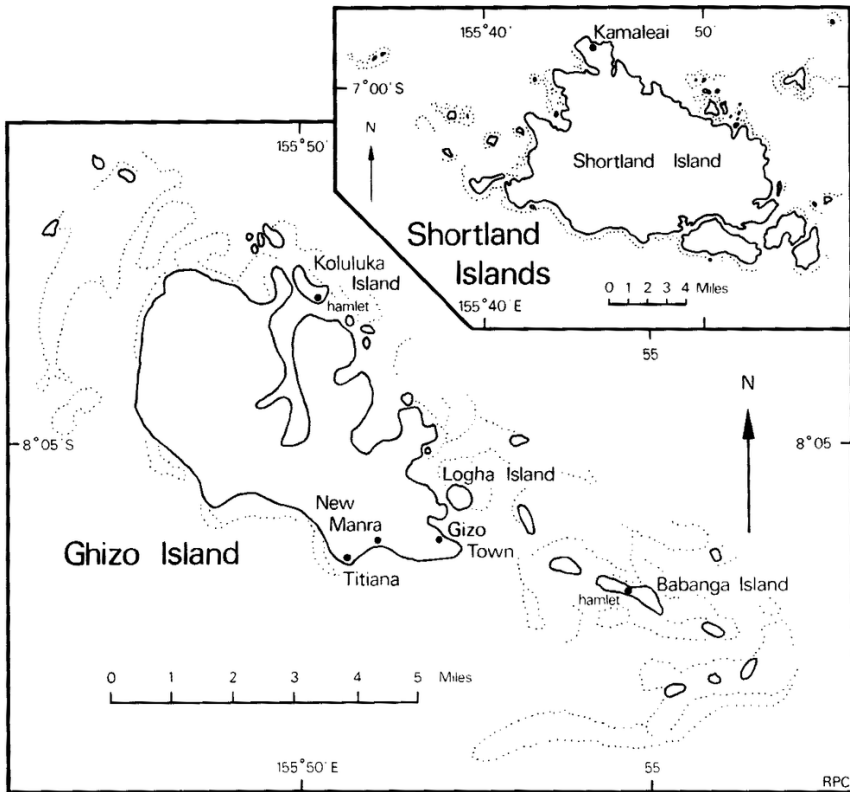 155°40'
Kamaleai
50'
7°00'S
N
Shortland Island
Shortland
Islands
0 1 2 3 4 Miles
155°40'E
155°50'
55
Koluluka
Island
hamlet
N
8°05'S
8°05
Logha Island
New
Manra
Gizo
Town
Ghizo Island
Titiana
Babanga Island
hamlet
0 1 2 3 4 5 Miles
155°50'E
55
RPC